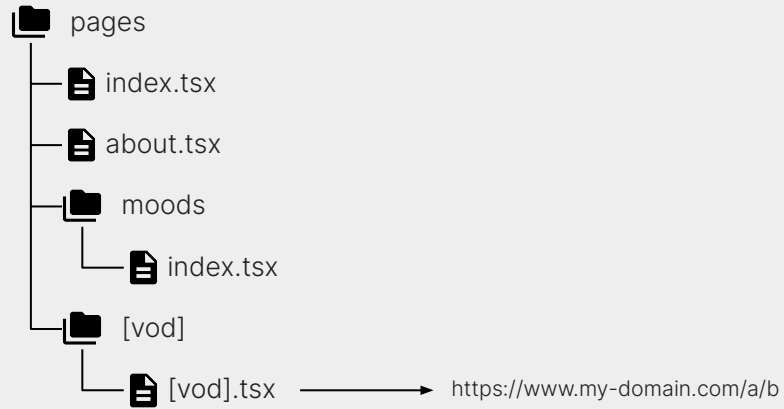 pages
index.tsx
about.tsx
moods
index.tsx
[vod]
[vod].tsx https://www.my-domain.com/a/b